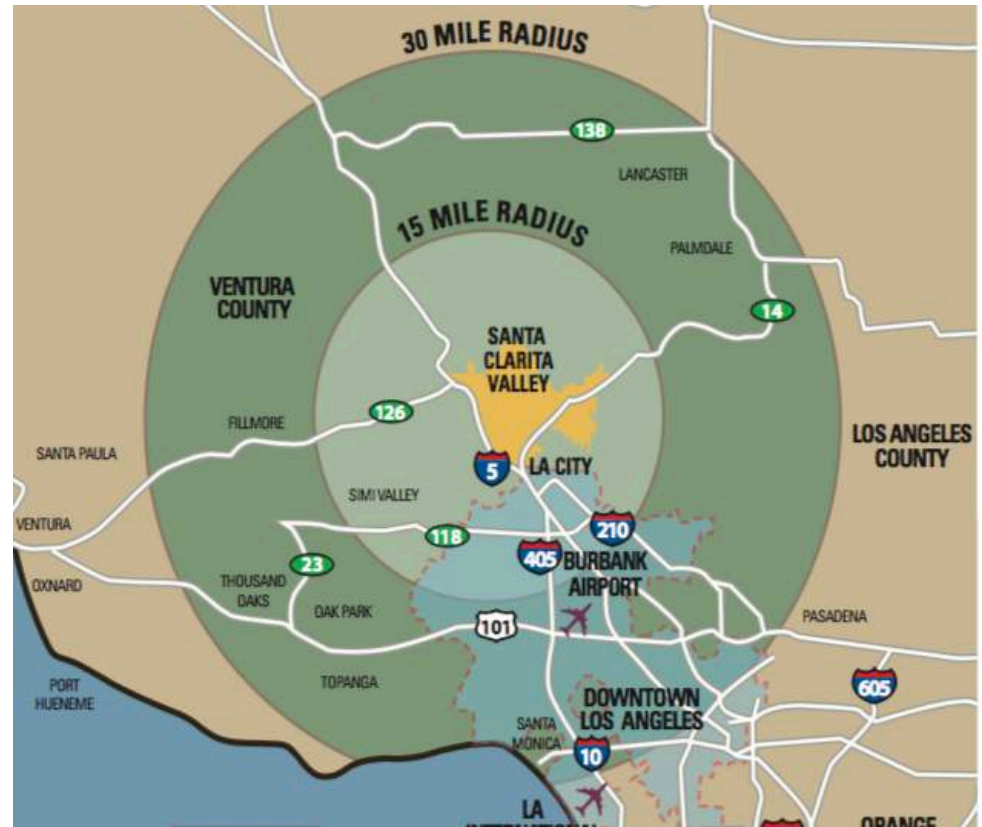 30 MILE RADIUS
138
LANCASTER
15 MILE RADIUS
PALMDALE
VENTURA
COUNTY
14
SANTA
CLARITA
VALLEY
126
FILLMORE
LOS ANGELES
COUNTY
SANTA PAULA
5
LA CITY
SIMI VALLEY
VENTURA
118
210
405
BURBANK
AIRPORT
23
THOUSAND
OAKS
OXNARD
OAK PARK
101
PASADENA
TOPANGA
PORT
HUENEME
605
DOWNTOWN
LOS ANGELES
SANTA
MONICA
10
LA
INTERNATIONAL
ORANGE